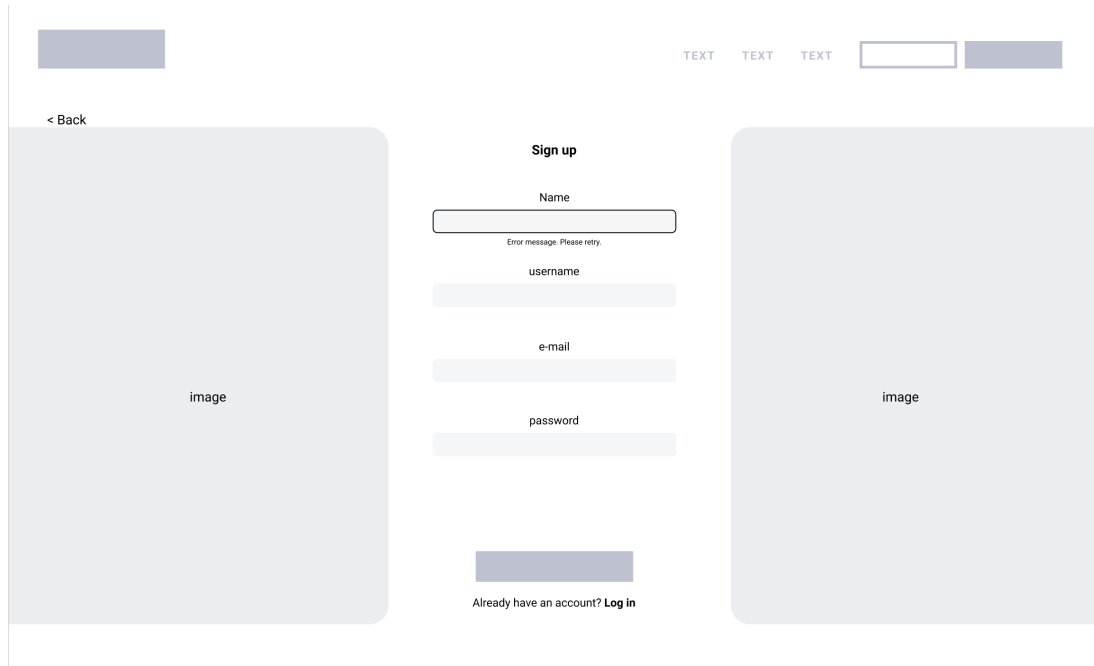 TEXT TEXT TEXT
< Back
Sign up
Name
Error message. Please retry.
username
e-mail
image
image
password
Already have an account? Log in